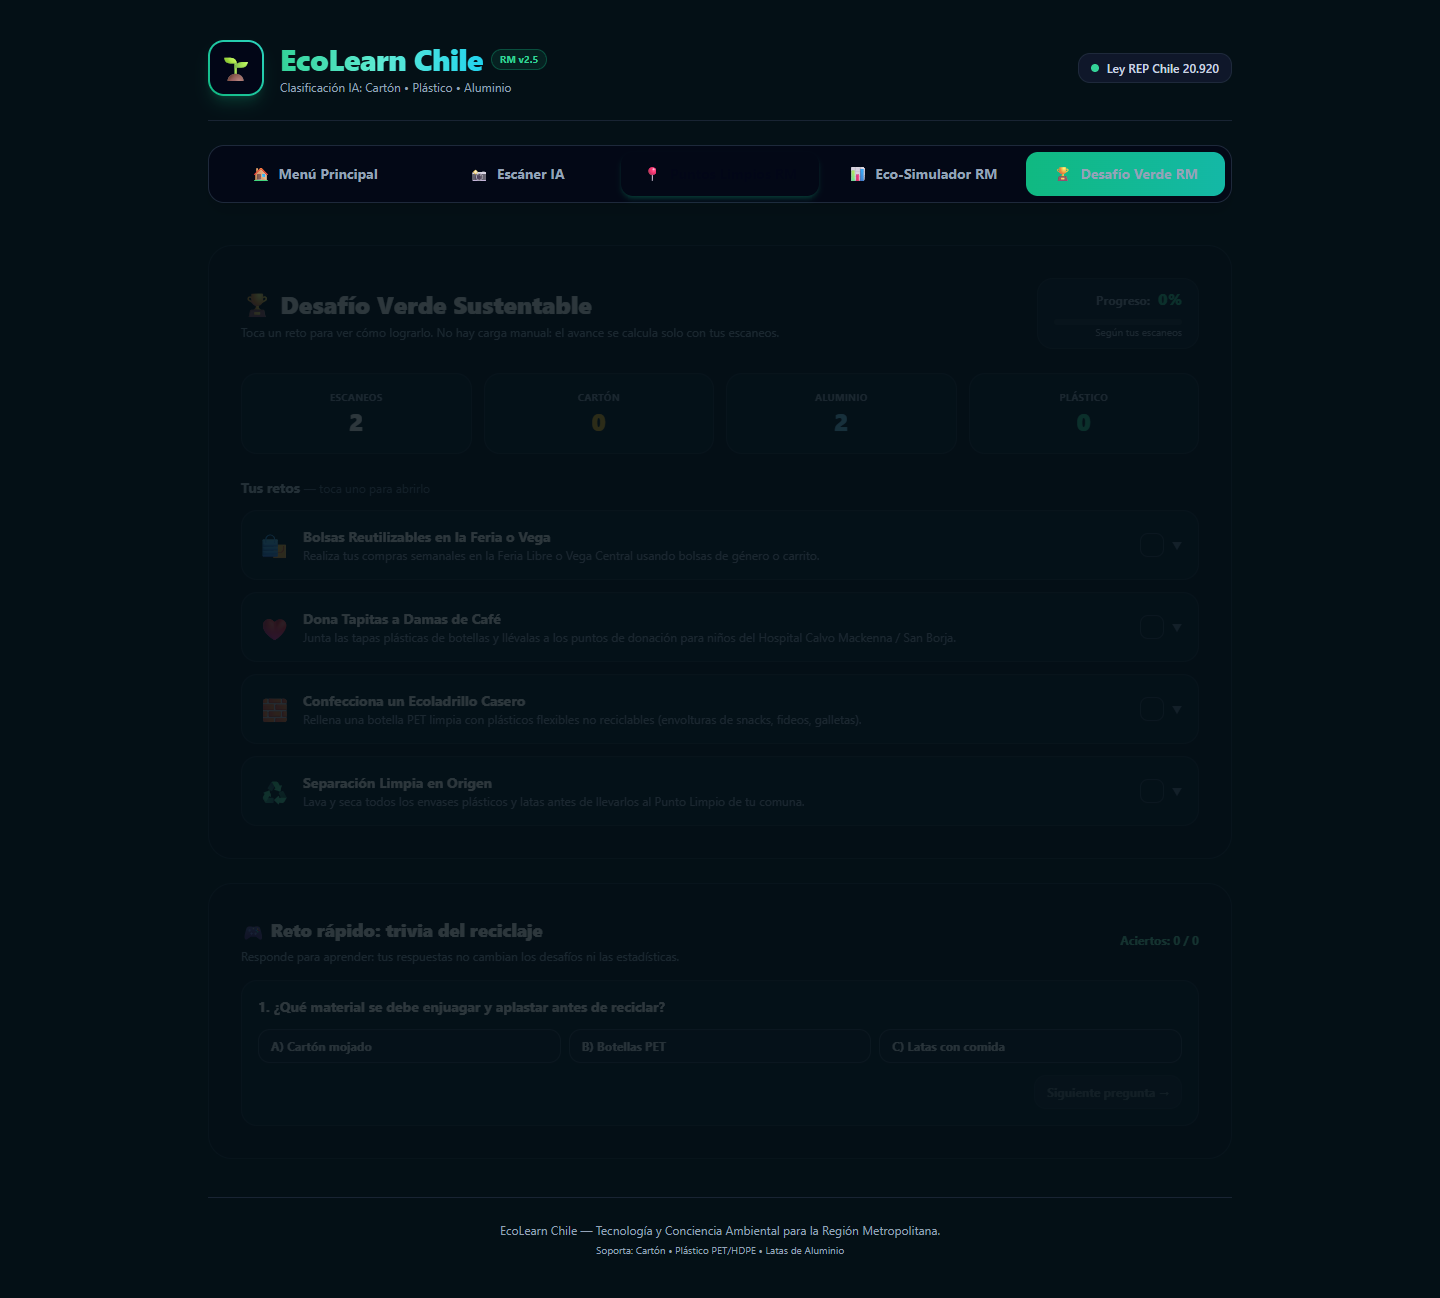 EcoLearn Chile RM v2.5
Clasificación IA: Cartón • Plástico • Aluminio
Ley REP Chile 20.920
Menú Principal
Escáner IA
Eco-Simulador RM
Desafío Verde RM
Desafío Verde Sustentable
Toca un reto para ver cómo lograrlo. No hay carga manual: el avance se calcula solo con tus escaneos.
Progreso: 0%
Según tus escaneos
ESCANEOS
2
CARTÓN
0
ALUMINIO
2
PLÁSTICO
0
Tus retos — toca uno para abrirlo
Bolsas Reutilizables en la Feria o Vega
Realiza tus compras semanales en la Feria Libre o Vega Central usando bolsas de género o carrito.
Dona Tapitas a Damas de Café
Junta las tapas plásticas de botellas y llévalas a los puntos de donación para niños del Hospital Calvo Mackenna / San Borja.
Confecciona un Ecoladrillo Casero
Rellena una botella PET limpia con plásticos flexibles no reciclables (envolturas de snacks, fideos, galletas).
Separación Limpia en Origen
Lava y seca todos los envases plásticos y latas antes de llevarlos al Punto Limpio de tu comuna.
Reto rápido: trivia del reciclaje
Responde para aprender: tus respuestas no cambian los desafíos ni las estadísticas.
Aciertos: 0 / 0
1. ¿Qué material se debe enjuagar y aplastar antes de reciclar?
A) Cartón mojado
B) Botellas PET
C) Latas con comida
Siguiente pregunta →
EcoLearn Chile — Tecnología y Conciencia Ambiental para la Región Metropolitana.
Soporta: Cartón • Plástico PET/HDPE • Latas de Aluminio